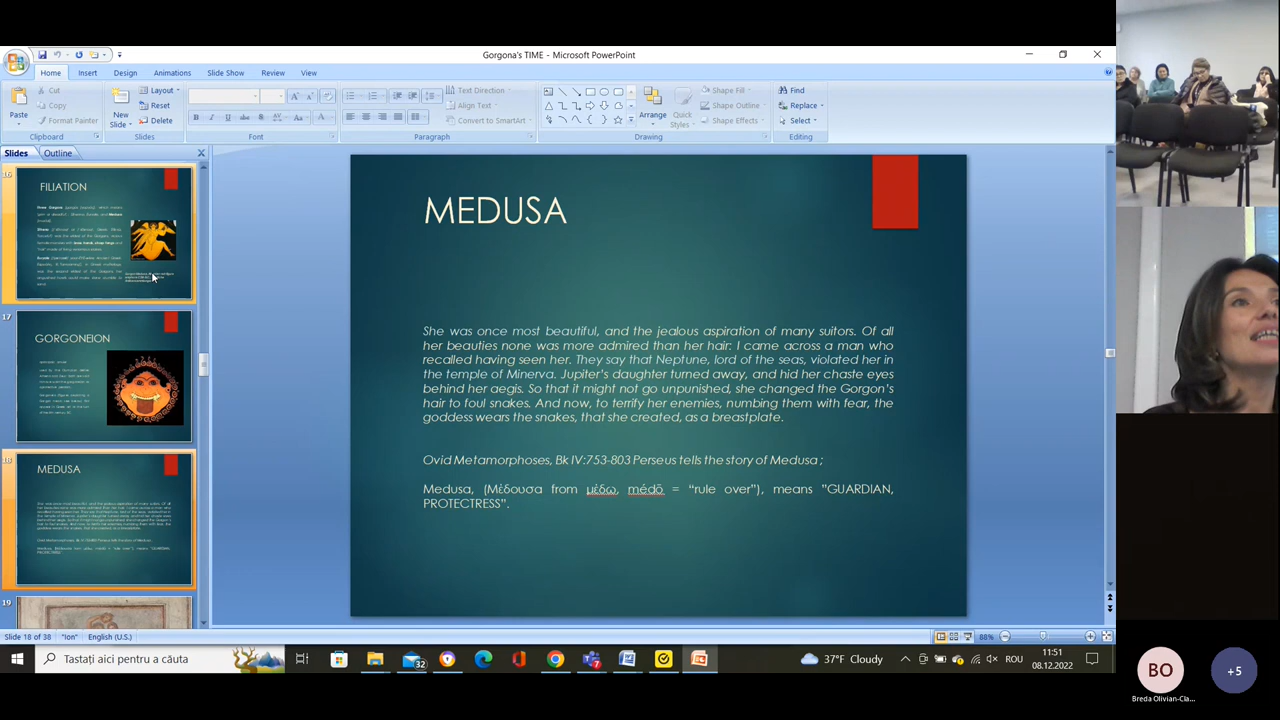 Gorgona's TIME - Microsoft PowerPoint
Home Insert Design Animations Slide Show Review View
Paste
Cut
Copy
Format Painter
Clipboard
New
Slide
Layout
Reset
Delete
Slides
Font
Text Direction
Align Text
Convert to SmartArt
Paragraph
Arrange
Quick
Styles
Shape Fill
Shape Outline
Shape Effects
Drawing
Find
Replace
Select
Editing
Slides Outline
16
FILIATION
17
GORGONEION
18
MEDUSA
19
MEDUSA
She was once most beautiful, and the jealous aspiration of many suitors. Of all
her beauties none was more admired than her hair: I came across a man who
recalled having seen her. They say that Neptune, lord of the seas, violated her in
the temple of Minerva. Jupiter's daughter turned away, and hid her chaste eyes
behind her aegis. So that it might not go unpunished, she changed the Gorgon's
hair to foul snakes. And now, to terrify her enemies, numbing them with fear, the
goddess wears the snakes, that she created, as a breastplate.
Ovid Metamorphoses, Bk IV:753-803 Perseus tells the story of Medusa ;
Medusa, (Μέδουσα from μέδω, médō = “rule over”), means ”GUARDIAN,
PROTECTRESS”.
Slide 18 of 38 "Ion" English (U.S.)
88%
Tastați aici pentru a căuta
32
37°F Cloudy
ROU
11:51
08.12.2022
BO
Breda Olivian-Cla...
+5